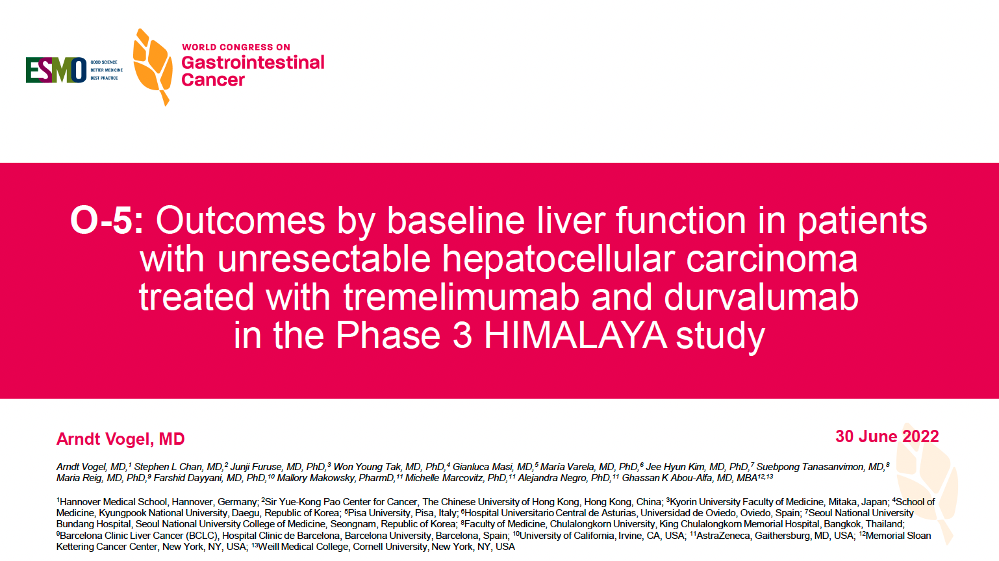 ESMO
GOOD SCIENCE
BETTER MEDICINE
BEST PRACTICE
WORLD CONGRESS ON
Gastrointestinal
Cancer
O-5: Outcomes by baseline liver function in patients
with unresectable hepatocellular carcinoma
treated with tremelimumab and durvalumab
in the Phase 3 HIMALAYA study
Arndt Vogel, MD
30 June 2022
Arndt Vogel, MD,¹ Stephen L Chan, MD,² Junji Furuse, MD, PhD,³ Won Young Tak, MD, PhD,⁴ Gianluca Masi, MD,⁵ María Varela, MD, PhD,⁶ Jee Hyun Kim, MD, PhD,⁷ Suebpong Tanasanvimon, MD,⁸
Maria Reig, MD, PhD,⁹ Farshid Dayyani, MD, PhD,¹⁰ Mallory Makowsky, PharmD,¹¹ Michelle Marcovitz, PhD,¹¹ Alejandra Negro, PhD,¹¹ Ghassan K Abou-Alfa, MD, MBA¹²,¹³
¹Hannover Medical School, Hannover, Germany; ²Sir Yue-Kong Pao Center for Cancer, The Chinese University of Hong Kong, Hong Kong, China; ³Kyorin University Faculty of Medicine, Mitaka, Japan; ⁴School of
Medicine, Kyungpook National University, Daegu, Republic of Korea; ⁵Pisa University, Pisa, Italy; ⁶Hospital Universitario Central de Asturias, Universidad de Oviedo, Oviedo, Spain; ⁷Seoul National University
Bundang Hospital, Seoul National University College of Medicine, Seongnam, Republic of Korea; ⁸Faculty of Medicine, Chulalongkorn University, King Chulalongkorn Memorial Hospital, Bangkok, Thailand;
⁹Barcelona Clinic Liver Cancer (BCLC), Hospital Clinic de Barcelona, Barcelona University, Barcelona, Spain; ¹⁰University of California, Irvine, CA, USA; ¹¹AstraZeneca, Gaithersburg, MD, USA; ¹²Memorial Sloan
Kettering Cancer Center, New York, NY, USA; ¹³Weill Medical College, Cornell University, New York, NY, USA